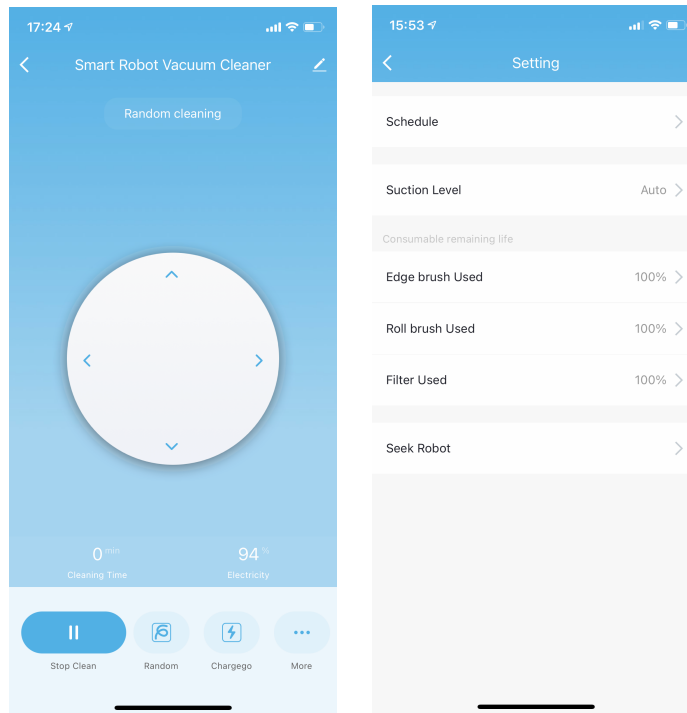 17:24
Smart Robot Vacuum Cleaner
Random cleaning
0 min
Cleaning Time
94 %
Electricity
Stop Clean
Random
Chargego
More
15:53
Setting
Schedule
Suction Level Auto
Consumable remaining life
Edge brush Used 100%
Roll brush Used 100%
Filter Used 100%
Seek Robot